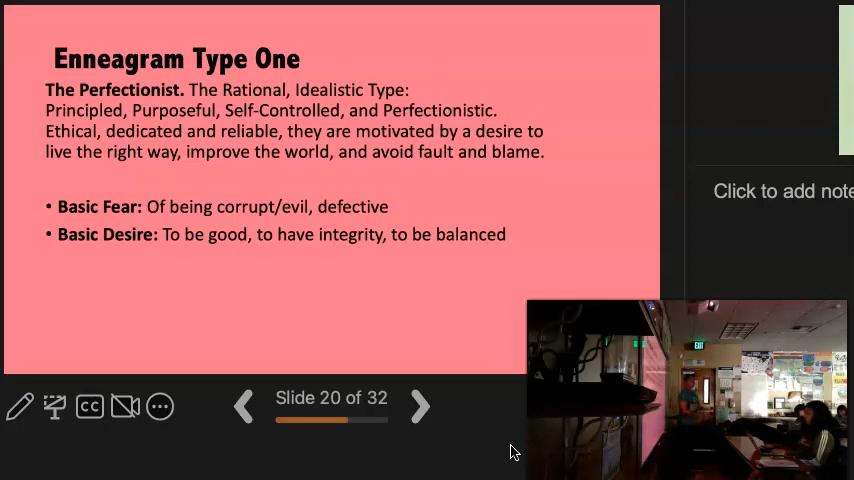 Enneagram Type One
The Perfectionist. The Rational, Idealistic Type:
Principled, Purposeful, Self-Controlled, and Perfectionistic.
Ethical, dedicated and reliable, they are motivated by a desire to
live the right way, improve the world, and avoid fault and blame.
• Basic Fear: Of being corrupt/evil, defective
• Basic Desire: To be good, to have integrity, to be balanced
Click to add note
CC
Slide 20 of 32
EXIT